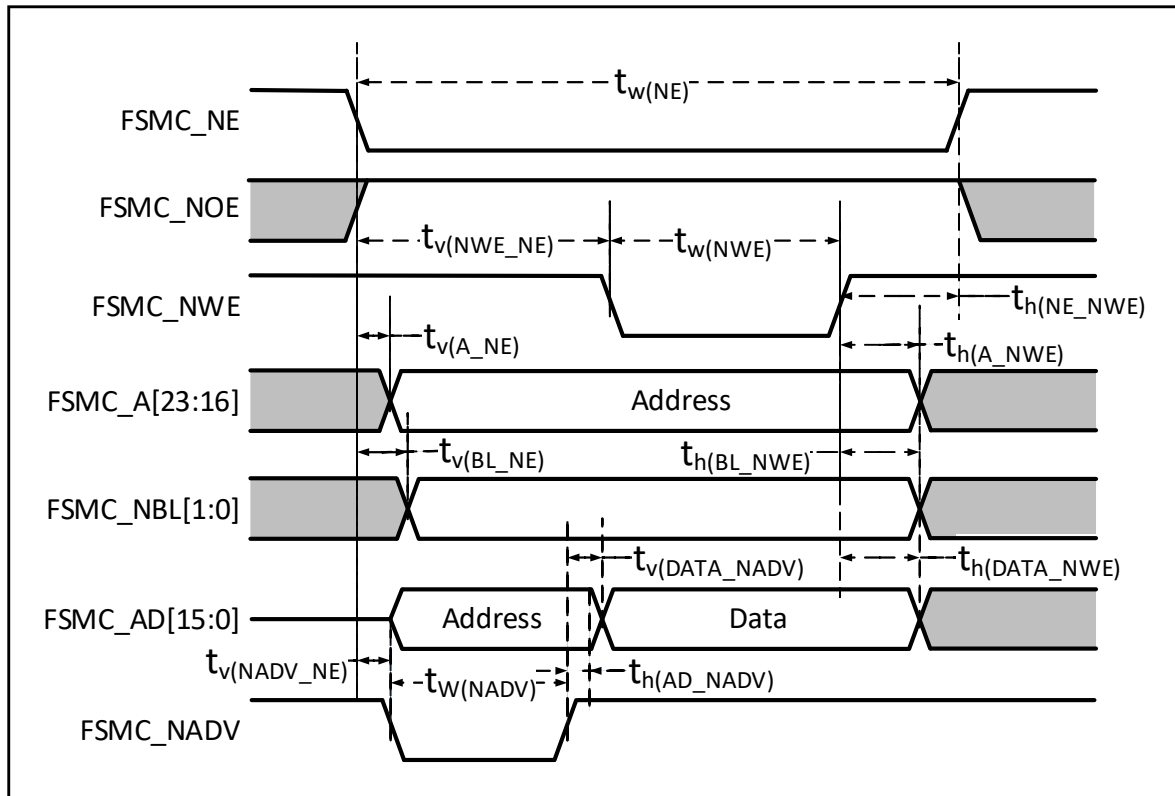 t_w(NE)
FSMC_NE
FSMC_NOE
t_v(NWE_NE)
t_w(NWE)
FSMC_NWE
t_h(NE_NWE)
t_v(A_NE)
t_h(A_NWE)
FSMC_A[23:16]
Address
t_v(BL_NE)
t_h(BL_NWE)
FSMC_NBL[1:0]
t_v(DATA_NADV)
t_h(DATA_NWE)
FSMC_AD[15:0]
Address
Data
t_v(NADV_NE)
t_W(NADV)
t_h(AD_NADV)
FSMC_NADV